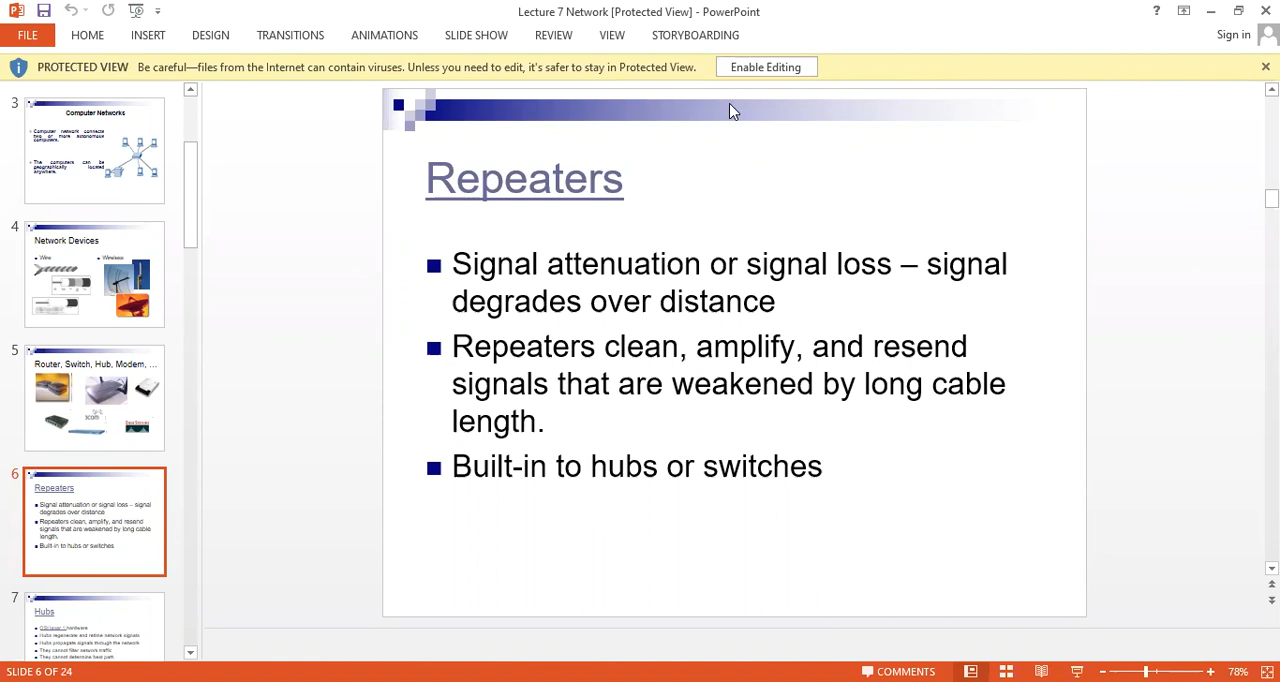 Lecture 7 Network [Protected View] - PowerPoint
?
FILE HOME INSERT DESIGN TRANSITIONS ANIMATIONS SLIDE SHOW REVIEW VIEW STORYBOARDING
Sign in
PROTECTED VIEW Be careful—files from the Internet can contain viruses. Unless you need to edit, it's safer to stay in Protected View. Enable Editing
3
Computer Networks
Computer network connects
two or more autonomous
computers.
The computers can be
geographically located
anywhere.
4
Network Devices
Wire Wireless
5
Router, Switch, Hub, Modem, ...
3com
6
Repeaters
Signal attenuation or signal loss – signal
degrades over distance
Repeaters clean, amplify, and resend
signals that are weakened by long cable
length.
Built-in to hubs or switches
7
Hubs
OSI layer 1 hardware
Hubs regenerate and retime network signals
Hubs propagate signals through the network
They cannot filter network traffic
They cannot determine best path
Repeaters
Signal attenuation or signal loss – signal
degrades over distance
Repeaters clean, amplify, and resend
signals that are weakened by long cable
length.
Built-in to hubs or switches
SLIDE 6 OF 24
COMMENTS
78%